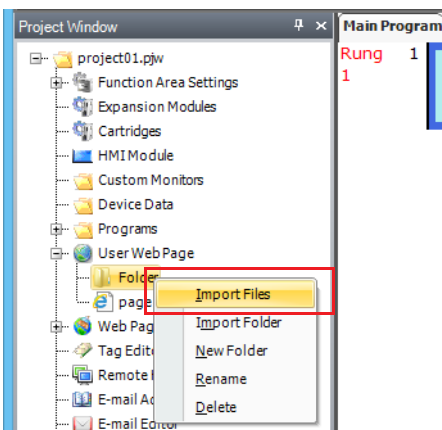 Project Window
Main Program
project01.pjw
Rung 1
1
Function Area Settings
Expansion Modules
Cartridges
HMI Module
Custom Monitors
Device Data
Programs
User Web Page
Folder
Import Files
page
Import Folder
Web Pag
Tag Edit
New Folder
Remote
Rename
E-mail A
Delete
E-mail Editor